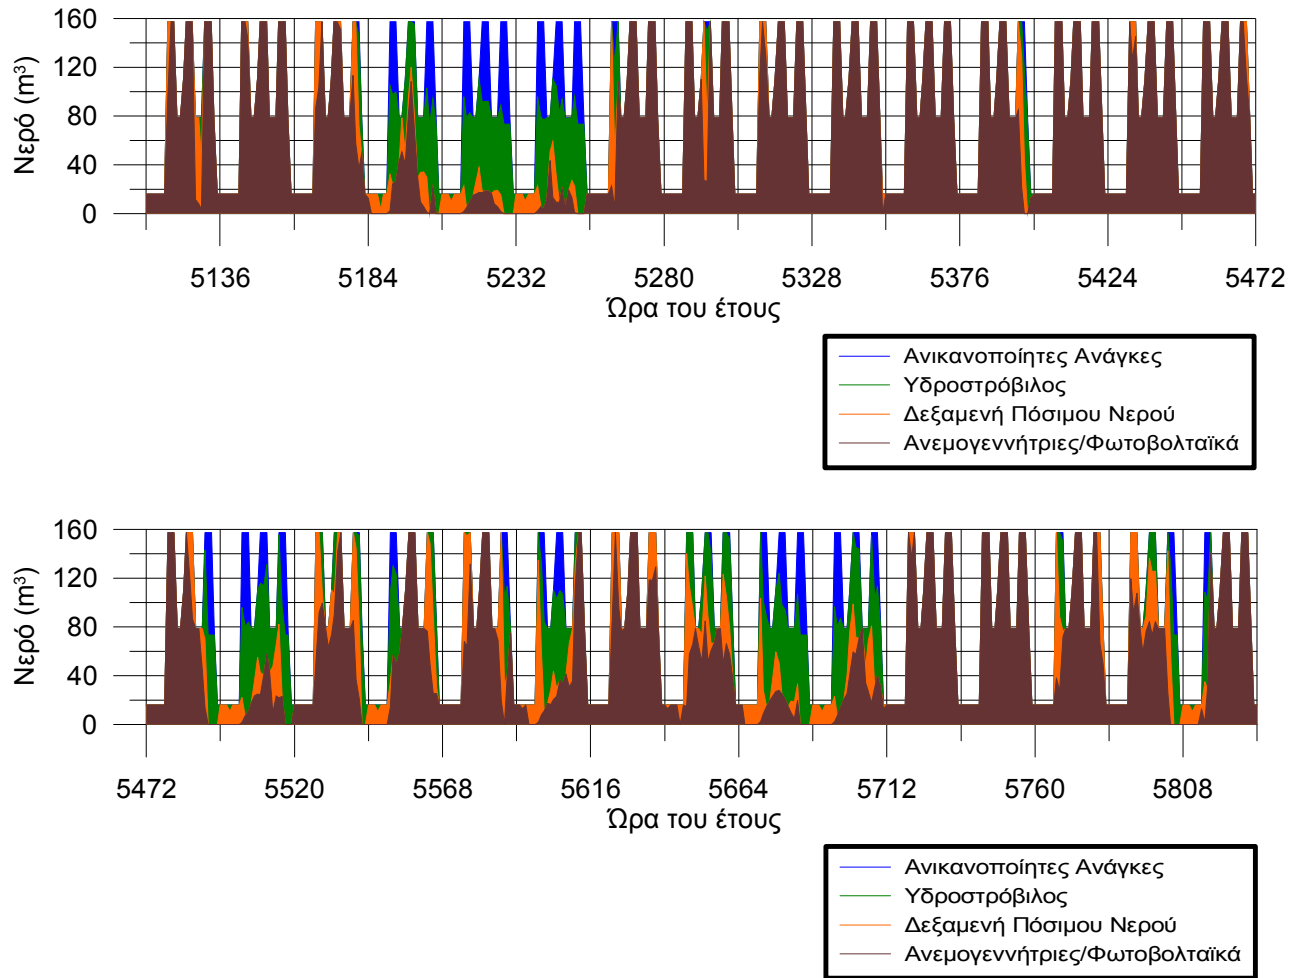 160
120
80
40
0
Νερό (m³)
5136 5184 5232 5280 5328 5376 5424 5472
Ώρα του έτους
Ανικανοποίητες Ανάγκες
Υδροστρόβιλος
Δεξαμενή Πόσιμου Νερού
Ανεμογεννήτριες/Φωτοβολταϊκά
160
120
80
40
0
Νερό (m³)
5472 5520 5568 5616 5664 5712 5760 5808
Ώρα του έτους
Ανικανοποίητες Ανάγκες
Υδροστρόβιλος
Δεξαμενή Πόσιμου Νερού
Ανεμογεννήτριες/Φωτοβολταϊκά